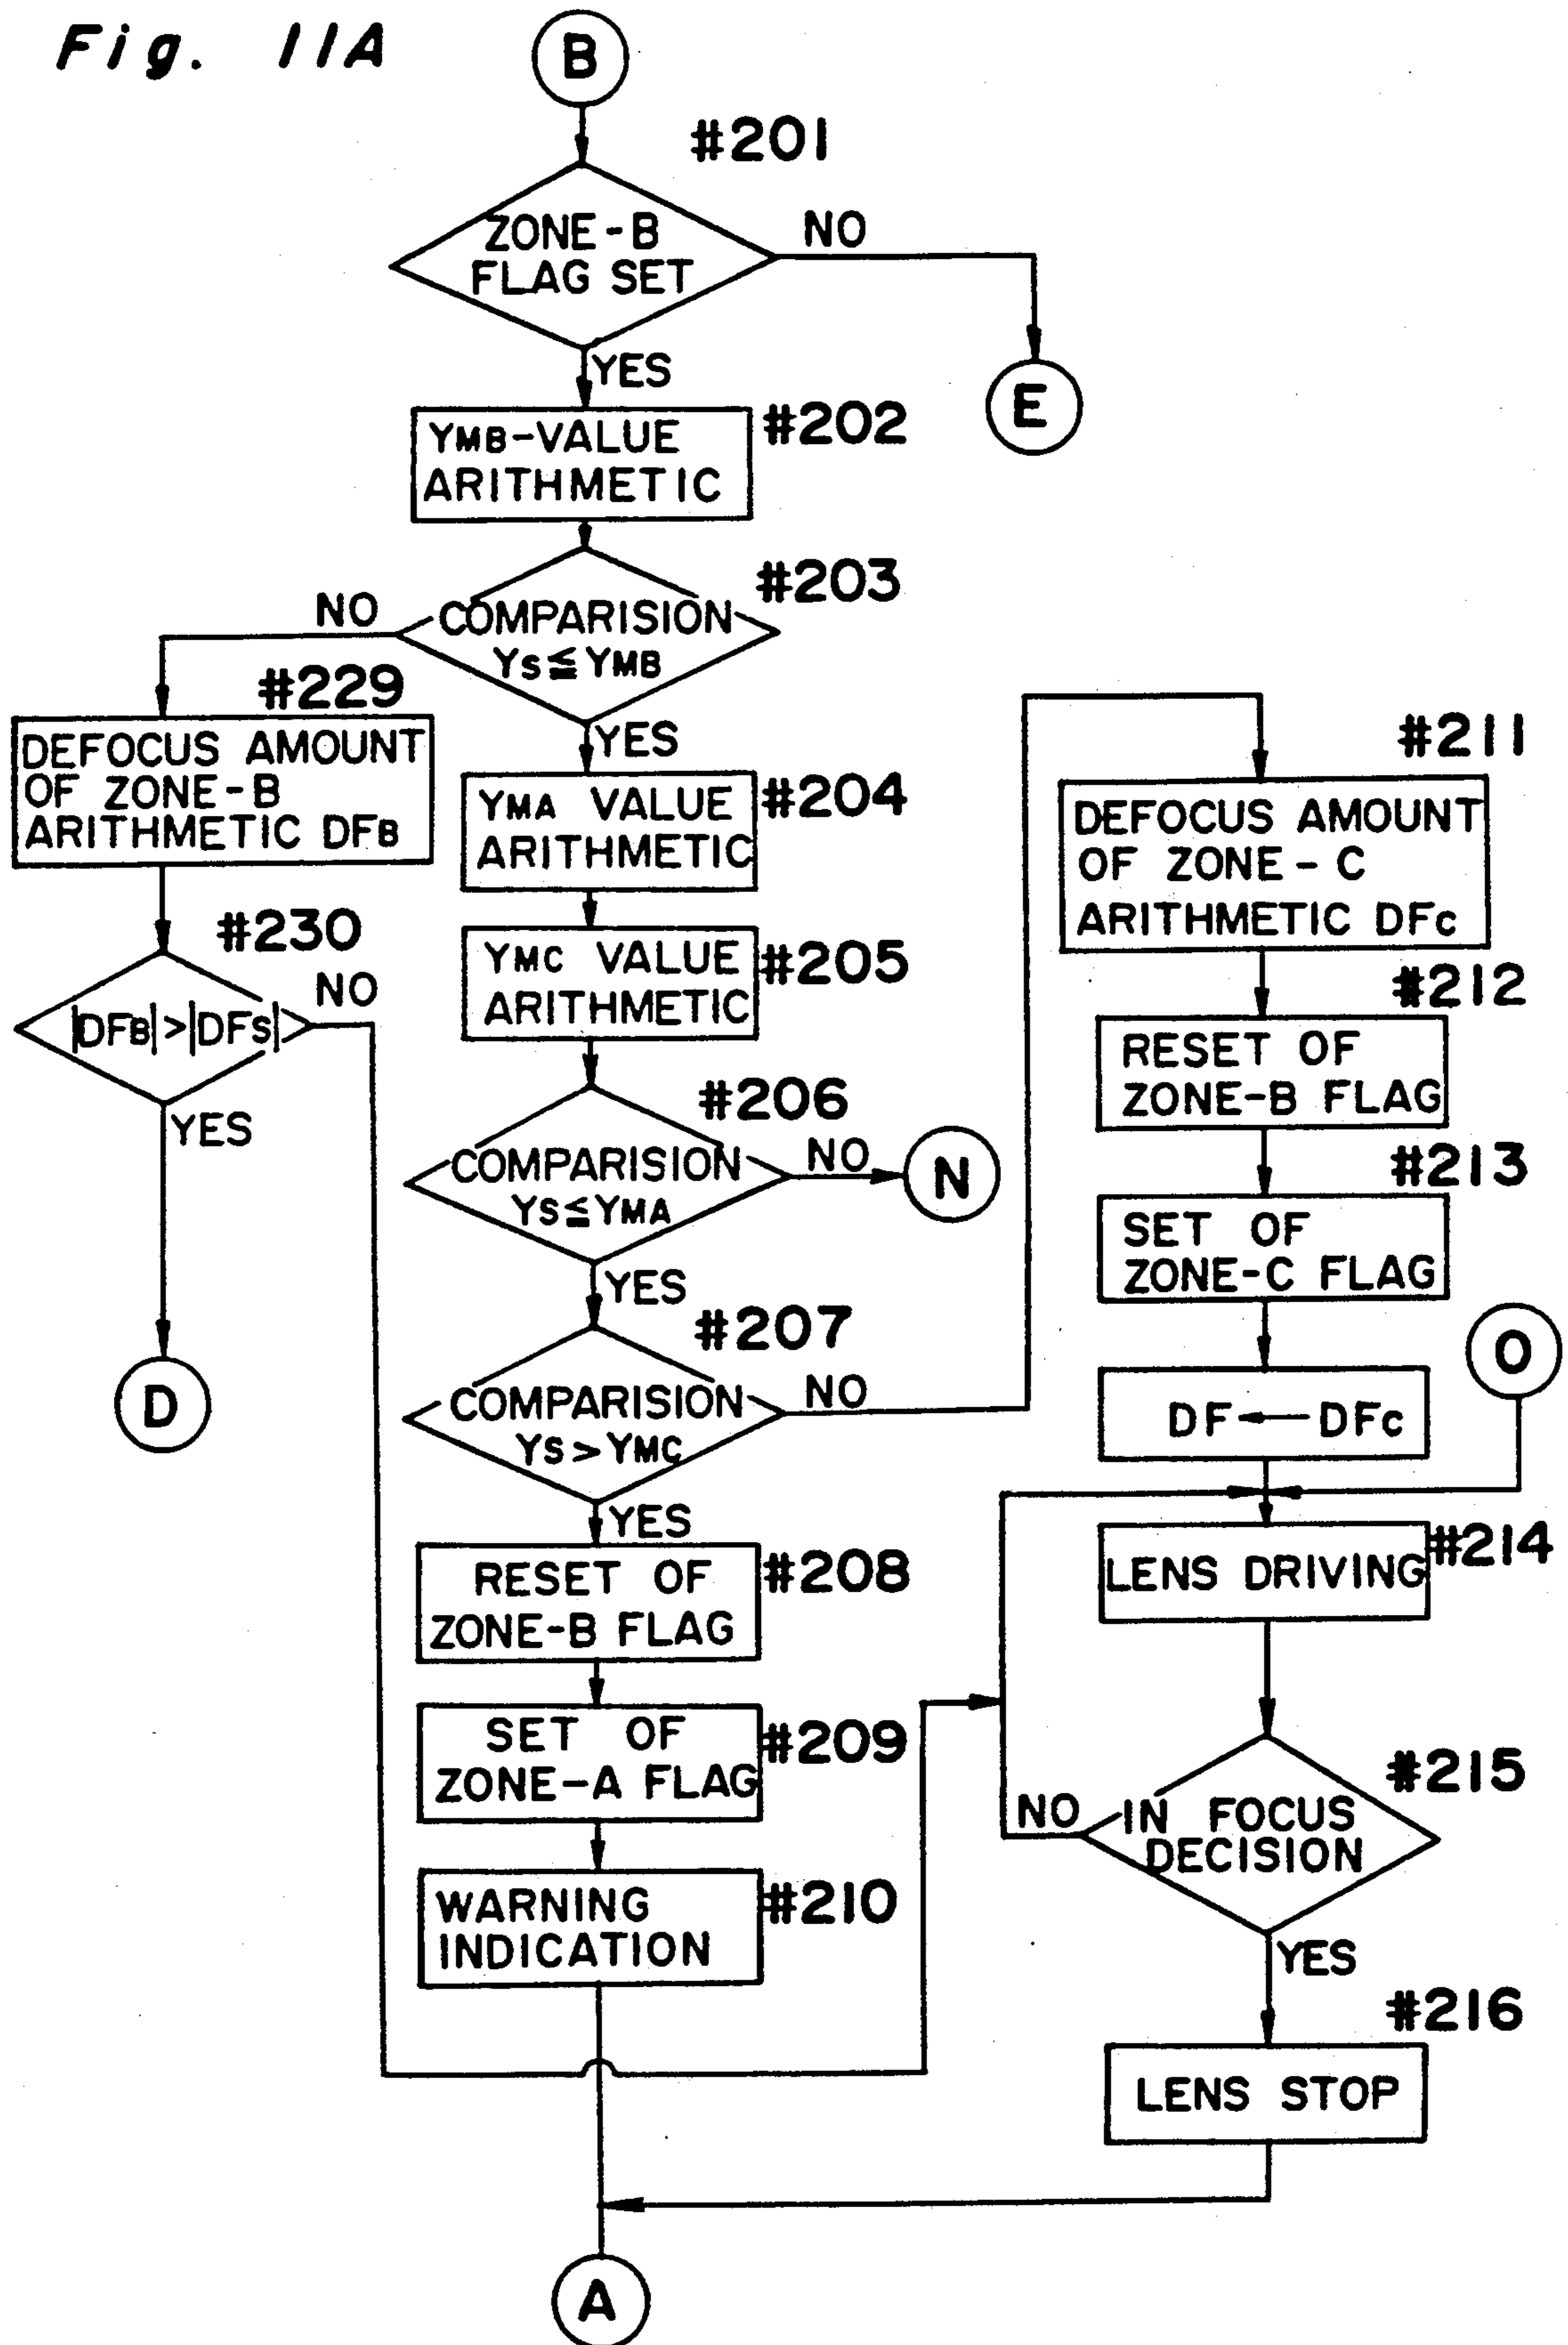 Fig. 11A
B
#201
ZONE-B
FLAG SET
NO
E
YES
YMB-VALUE
ARITHMETIC
#202
#203
COMPARISION
YS≦YMB
NO
#229
DEFOCUS AMOUNT
OF ZONE-B
ARITHMETIC DFB
#230
|DFB|>|DFS|
NO
YES
D
YES
YMA VALUE
ARITHMETIC
#204
YMC VALUE
ARITHMETIC
#205
#206
COMPARISION
YS≦YMA
NO
N
YES
#207
COMPARISION
YS>YMC
NO
YES
RESET OF
ZONE-B FLAG
#208
SET OF
ZONE-A FLAG
#209
WARNING
INDICATION
#210
#211
DEFOCUS AMOUNT
OF ZONE-C
ARITHMETIC DFC
#212
RESET OF
ZONE-B FLAG
#213
SET OF
ZONE-C FLAG
O
DF ← DFC
LENS DRIVING
#214
#215
IN FOCUS
DECISION
NO
YES
#216
LENS STOP
A